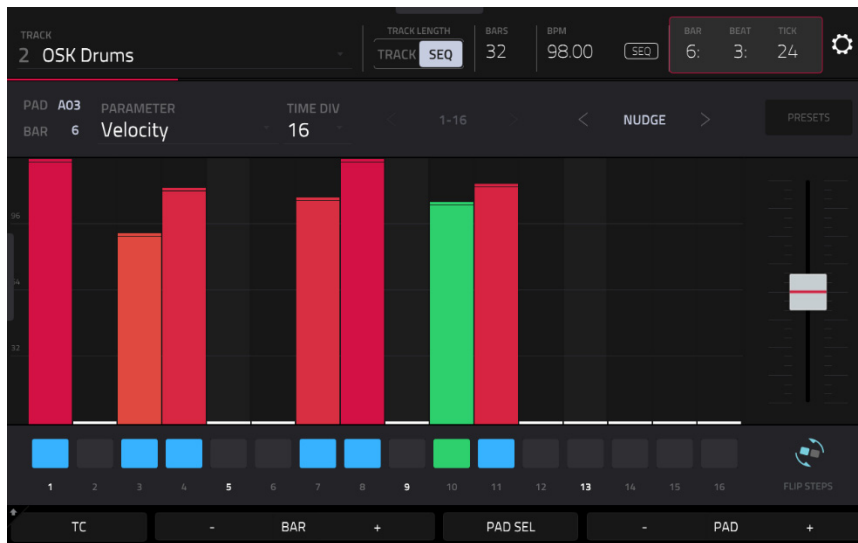 TRACK
2 OSK Drums
TRACK LENGTH
TRACK SEQ
BARS
32
BPM
98.00
SEQ
BAR BEAT TICK
6: 3: 24
PAD A03
BAR 6
PARAMETER
Velocity
TIME DIV
16
< 1-16 >
< NUDGE >
PRESETS
96
64
32
1 2 3 4 5 6 7 8 9 10 11 12 13 14 15 16
FLIP STEPS
TC - BAR + PAD SEL - PAD +